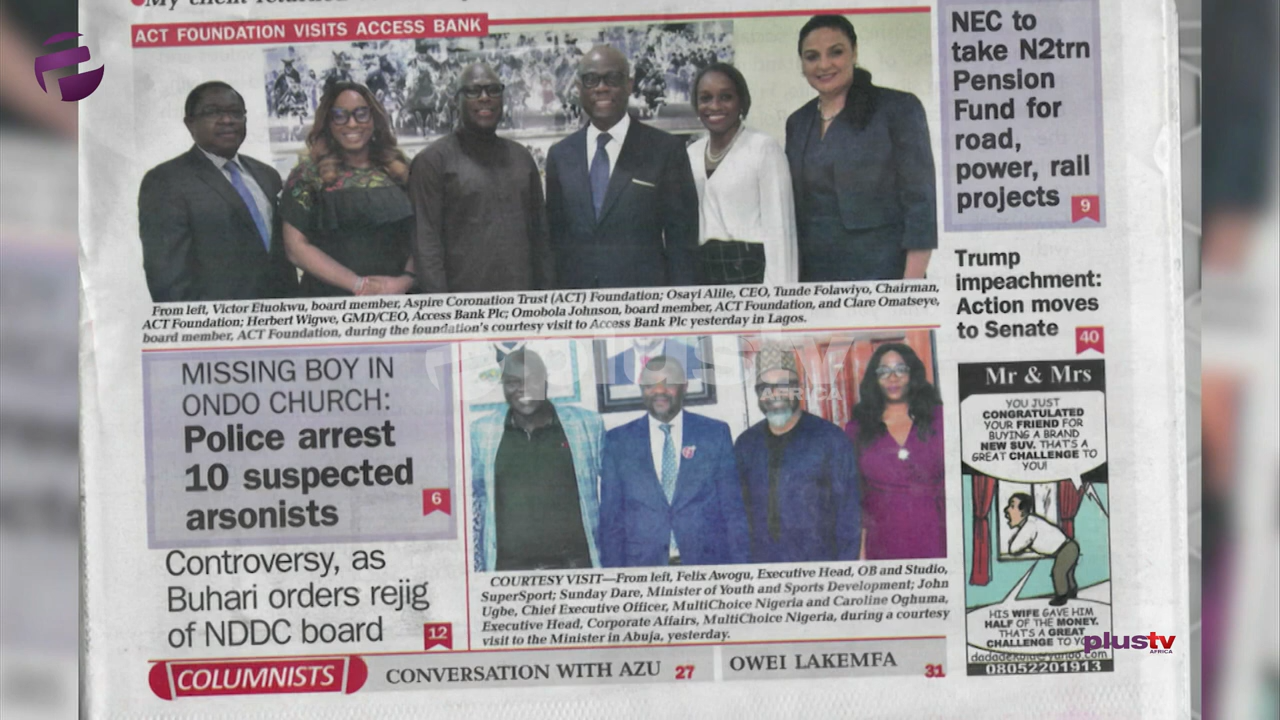 ACT FOUNDATION VISITS ACCESS BANK
From left, Victor Etuokwu, board member, Aspire Coronation Trust (ACT) Foundation; Osayi Alile, CEO, Tunde Folawiyo, Chairman,
ACT Foundation; Herbert Wigwe, GMD/CEO, Access Bank Plc; Omobola Johnson, board member, ACT Foundation, and Clare Omatseye,
board member, ACT Foundation, during the foundation's courtesy visit to Access Bank Plc yesterday in Lagos.
NEC to
take N2trn
Pension
Fund for
road,
power, rail
projects
9
Trump
impeachment:
Action moves
to Senate
40
MISSING BOY IN
ONDO CHURCH:
Police arrest
10 suspected
arsonists
6
Controversy, as
Buhari orders rejig
of NDDC board
12
plustv
AFRICA
COURTESY VISIT—From left, Felix Awogu, Executive Head, OB and Studio,
SuperSport; Sunday Dare, Minister of Youth and Sports Development; John
Ugbe, Chief Executive Officer, MultiChoice Nigeria and Caroline Oghuma,
Executive Head, Corporate Affairs, MultiChoice Nigeria, during a courtesy
visit to the Minister in Abuja, yesterday.
Mr & Mrs
YOU JUST
CONGRATULATED
YOUR FRIEND FOR
BUYING A BRAND
NEW SUV. THAT'S A
GREAT CHALLENGE TO
YOU!
HIS WIFE GAVE HIM
HALF OF THE MONEY.
THAT'S A GREAT
CHALLENGE TO
08052201913
plustv
AFRICA
COLUMNISTS
CONVERSATION WITH AZU 27
OWEI LAKEMFA 31